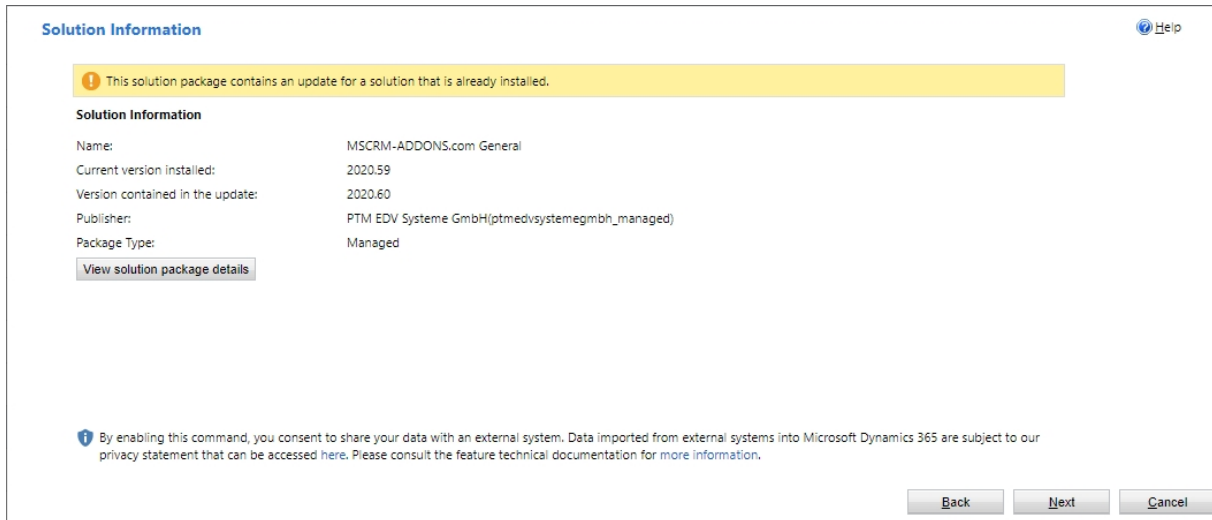 Solution Information
Help
This solution package contains an update for a solution that is already installed.
Solution Information
Name: MSCRM-ADDONS.com General
Current version installed: 2020.59
Version contained in the update: 2020.60
Publisher: PTM EDV Systeme GmbH(ptmedvsystemegmbh_managed)
Package Type: Managed
View solution package details
By enabling this command, you consent to share your data with an external system. Data imported from external systems into Microsoft Dynamics 365 are subject to our
privacy statement that can be accessed here. Please consult the feature technical documentation for more information.
Back Next Cancel